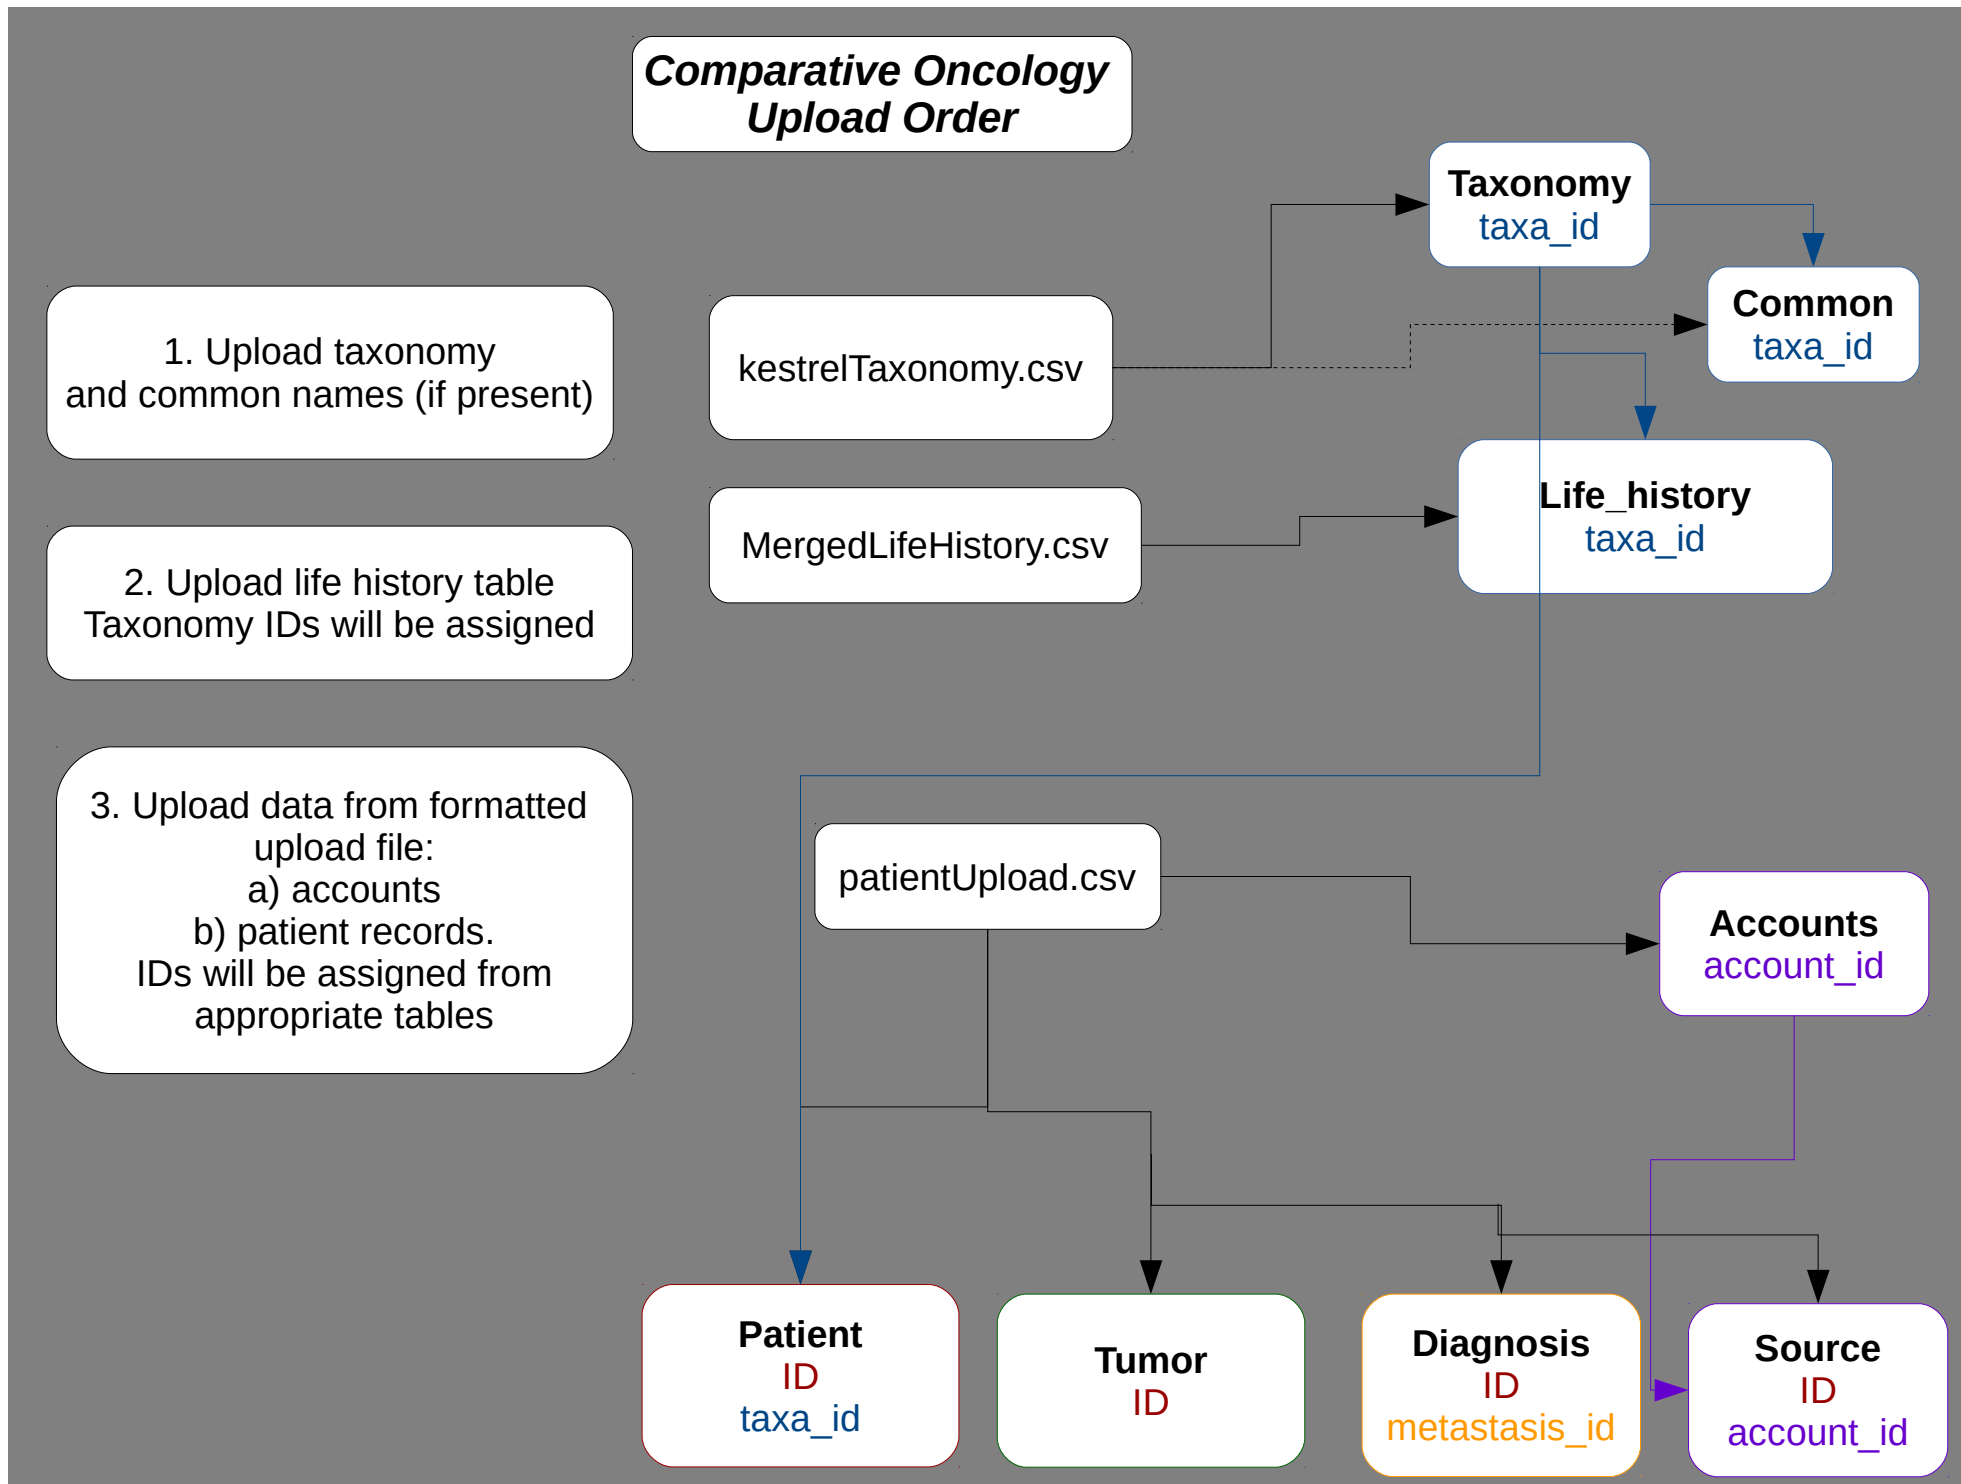 Comparative Oncology
Upload Order
Taxonomy
taxa_id
Common
taxa_id
1. Upload taxonomy
and common names (if present)
kestrelTaxonomy.csv
Life_history
taxa_id
MergedLifeHistory.csv
2. Upload life history table
Taxonomy IDs will be assigned
3. Upload data from formatted
upload file:
a) accounts
b) patient records.
IDs will be assigned from
appropriate tables
patientUpload.csv
Accounts
account_id
Patient
ID
taxa_id
Tumor
ID
Diagnosis
ID
metastasis_id
Source
ID
account_id